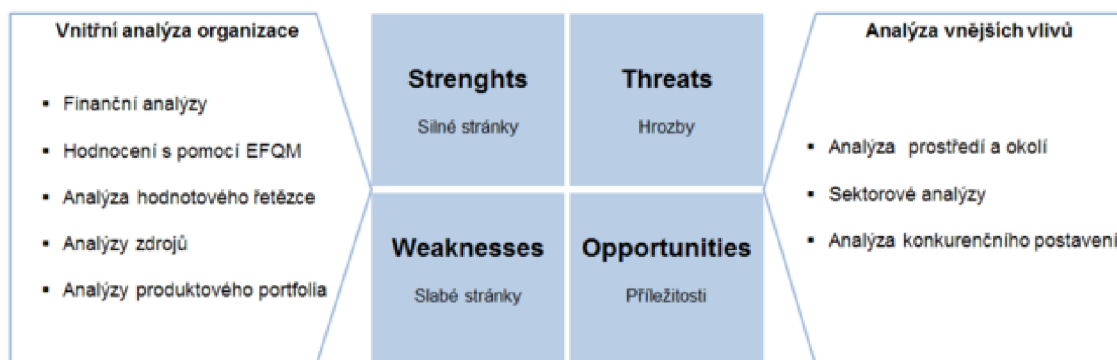 Vnitřní analýza organizace
Finanční analýzy
Hodnocení s pomocí EFQM
Analýza hodnotového řetězce
Analýzy zdrojů
Analýzy produktového portfolia
Strenghts
Silné stránky
Threats
Hrozby
Weaknesses
Slabé stránky
Opportunities
Příležitosti
Analýza vnějších vlivů
Analýza prostředí a okolí
Sektorové analýzy
Analýza konkurenčního postavení